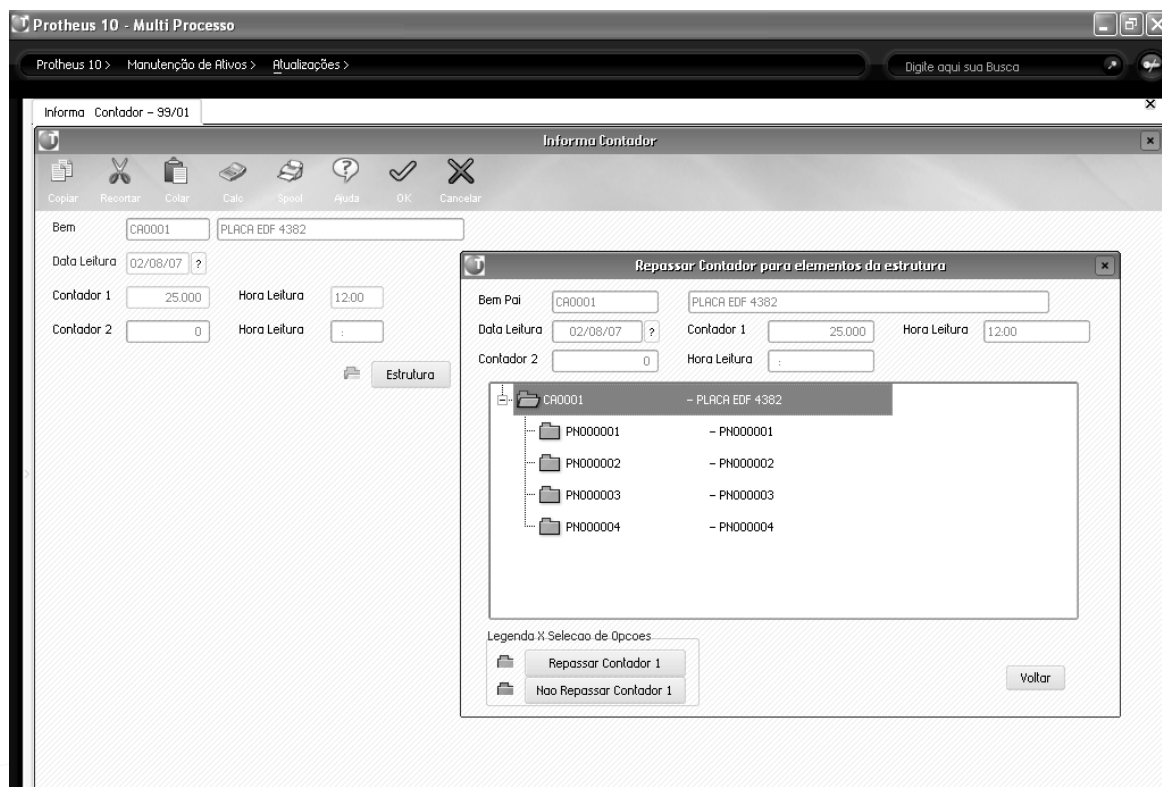 Protheus 10 - Multi Processo
Protheus 10 > Manutenção de Ativos > Atualizações >
Digite aqui sua Busca
Informa Contador – 99/01
Informa Contador
Copiar Recortar Colar Calc Spool Ajuda OK Cancelar
Bem CA0001 PLACA EDF 4382
Data Leitura 02/08/07 ?
Contador 1 25.000 Hora Leitura 12:00
Contador 2 0 Hora Leitura :
Estrutura
Repassar Contador para elementos da estrutura
Bem Pai CA0001 PLACA EDF 4382
Data Leitura 02/08/07 ? Contador 1 25.000 Hora Leitura 12:00
Contador 2 0 Hora Leitura :
CA0001 – PLACA EDF 4382
PN000001 – PN000001
PN000002 – PN000002
PN000003 – PN000003
PN000004 – PN000004
Legenda X Selecao de Opcoes
Repassar Contador 1
Nao Repassar Contador 1
Voltar